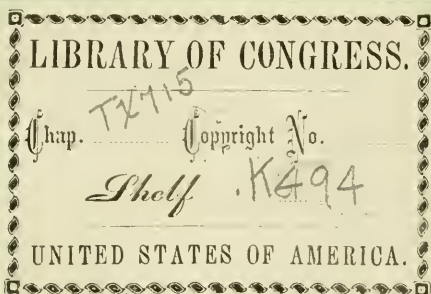 LIBRARY OF CONGRESS.
Chap. TX715 Copyright No.
Shelf .K494
UNITED STATES OF AMERICA.